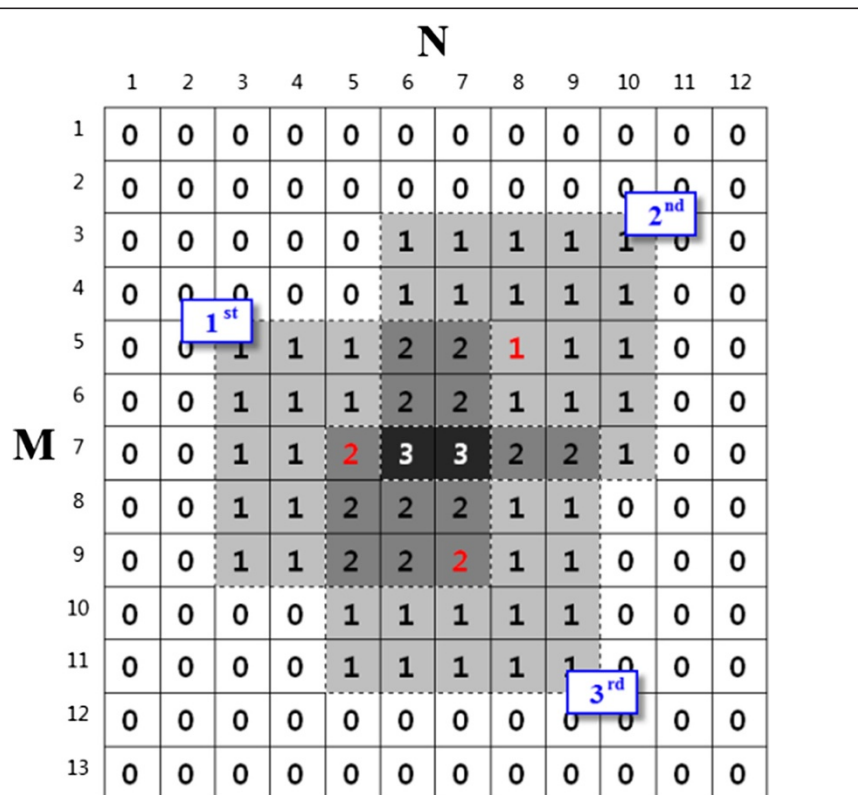 N
1 2 3 4 5 6 7 8 9 10 11 12
1 0 0 0 0 0 0 0 0 0 0 0 0
2 0 0 0 0 0 0 0 0 0 0 0 0
2nd
3 0 0 0 0 0 1 1 1 1 1 0 0
4 0 0 0 0 0 1 1 1 1 1 0 0
1st
5 0 0 1 1 1 2 2 1 1 1 0 0
6 0 0 1 1 1 2 2 1 1 1 0 0
M
7 0 0 1 1 2 3 3 2 2 1 0 0
8 0 0 1 1 2 2 2 1 1 0 0 0
9 0 0 1 1 2 2 2 1 1 0 0 0
10 0 0 0 0 1 1 1 1 1 0 0 0
11 0 0 0 0 1 1 1 1 1 0 0 0
3rd
12 0 0 0 0 0 0 0 0 0 0 0 0
13 0 0 0 0 0 0 0 0 0 0 0 0